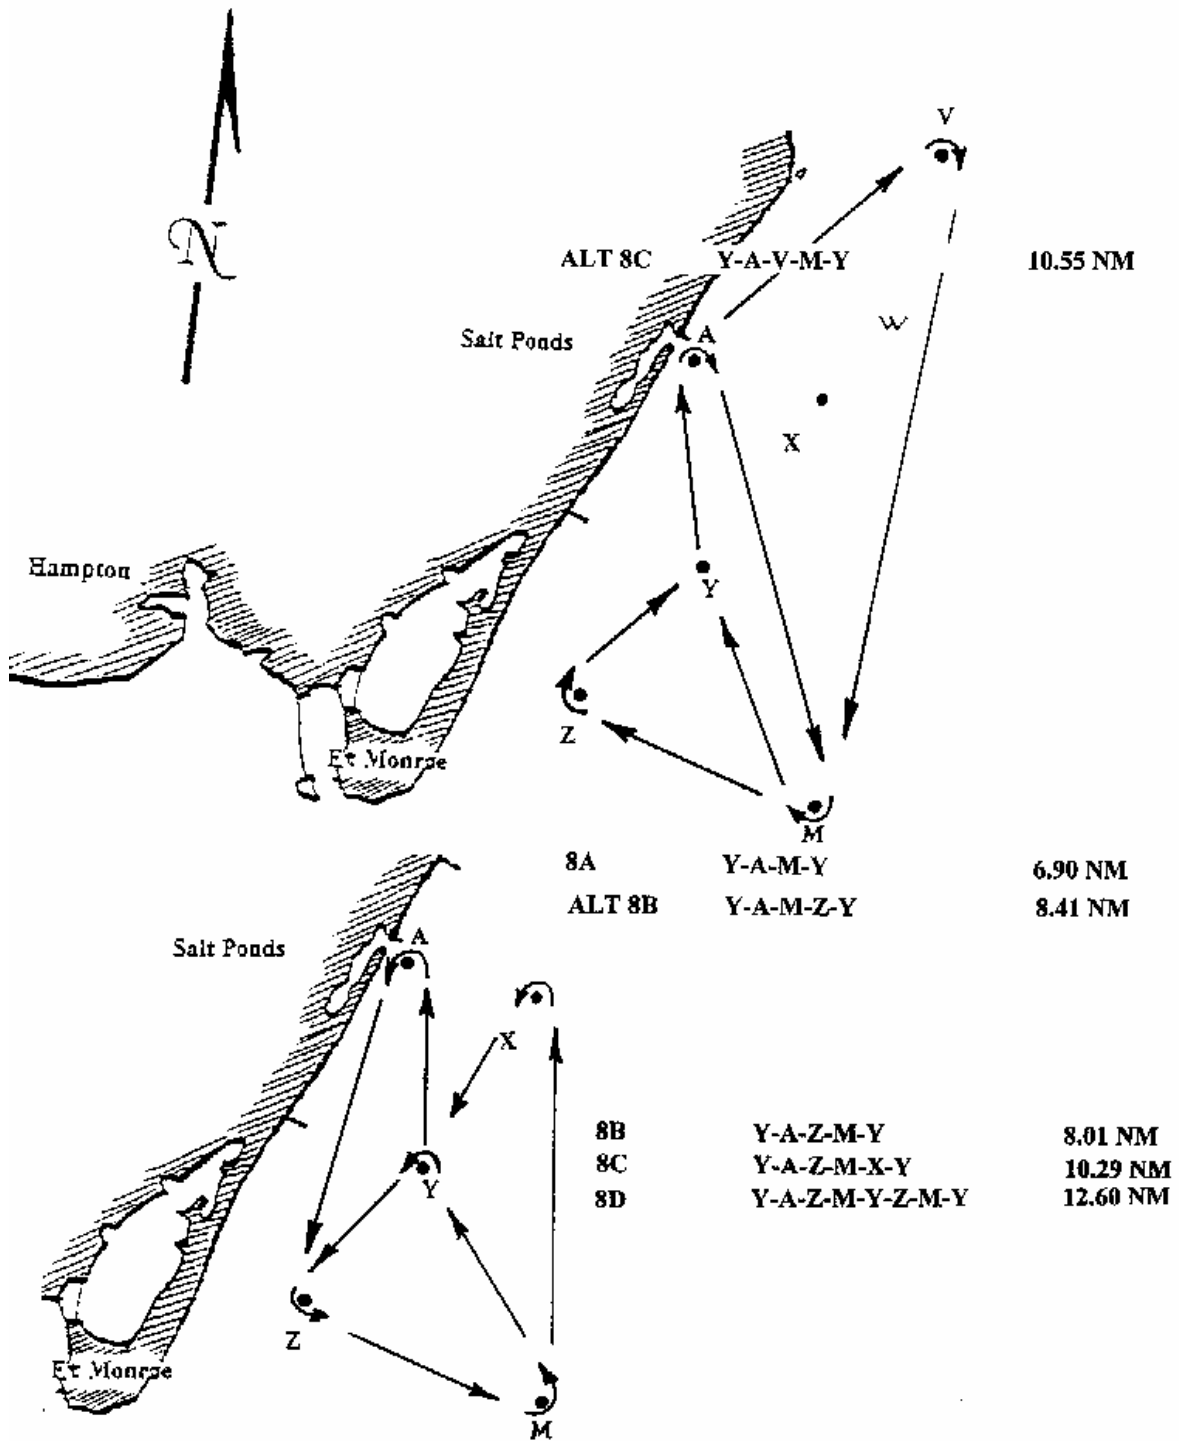 V
N
ALT 8C Y-A-V-M-Y 10.55 NM
W
Salt Ponds
A
X
Hampton
Y
Z
Ft Monroe
M
8A Y-A-M-Y 6.90 NM
ALT 8B Y-A-M-Z-Y 8.41 NM
Salt Ponds
A
X
8B Y-A-Z-M-Y 8.01 NM
8C Y-A-Z-M-X-Y 10.29 NM
Y
8D Y-A-Z-M-Y-Z-M-Y 12.60 NM
Z
Ft Monroe
M